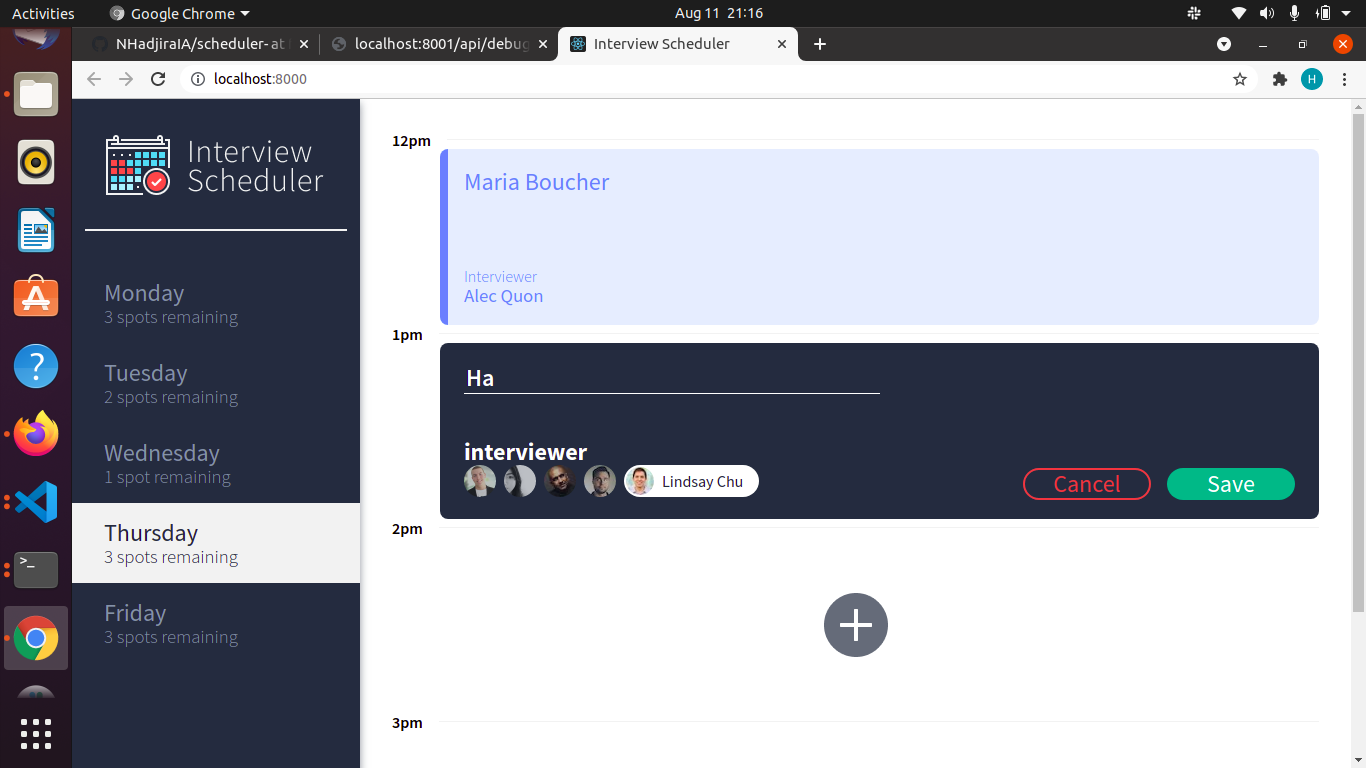 Activities
Google Chrome
Aug 11 21:16
NHadjiraIA/scheduler- at
localhost:8001/api/debug
Interview Scheduler
localhost:8000
H
Interview
Scheduler
Monday
3 spots remaining
Tuesday
2 spots remaining
Wednesday
1 spot remaining
Thursday
3 spots remaining
Friday
3 spots remaining
12pm
Maria Boucher
Interviewer
Alec Quon
1pm
Ha
interviewer
Lindsay Chu
Cancel
Save
2pm
3pm